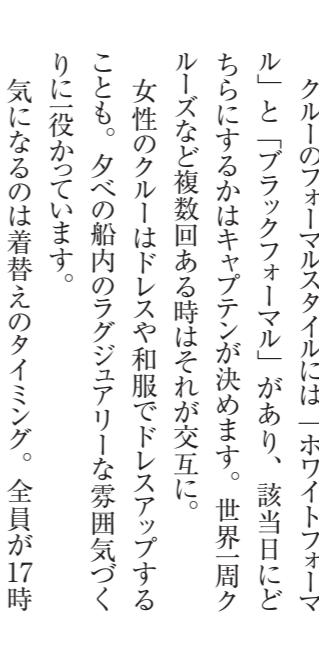 クルーのフォーマルスタイルには「ホワイトフォーマ
ル」と「ブラックフォーマル」があり、該当日にど
ちらにするかはキャプテンが決めます。世界一周ク
ルーズなど複数回ある時はそれが交互に。
女性のクルーはドレスや和服でドレスアップする
ことも。夕べの船内のラグジュアリーな雰囲気づく
りに一役かっています。
気になるのは着替えのタイミング。全員が17時